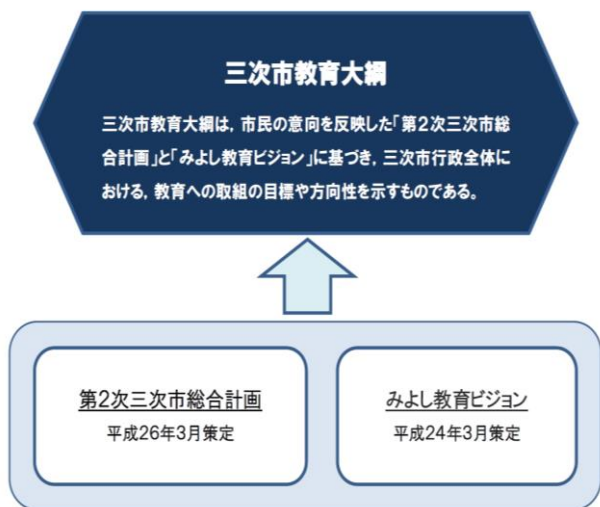 三次市教育大綱
三次市教育大綱は，市民の意向を反映した「第2次三次市総
合計画」と「みよし教育ビジョン」に基づき，三次市行政全体に
おける，教育への取組の目標や方向性を示すものである。
第2次三次市総合計画
平成26年3月策定
みよし教育ビジョン
平成24年3月策定